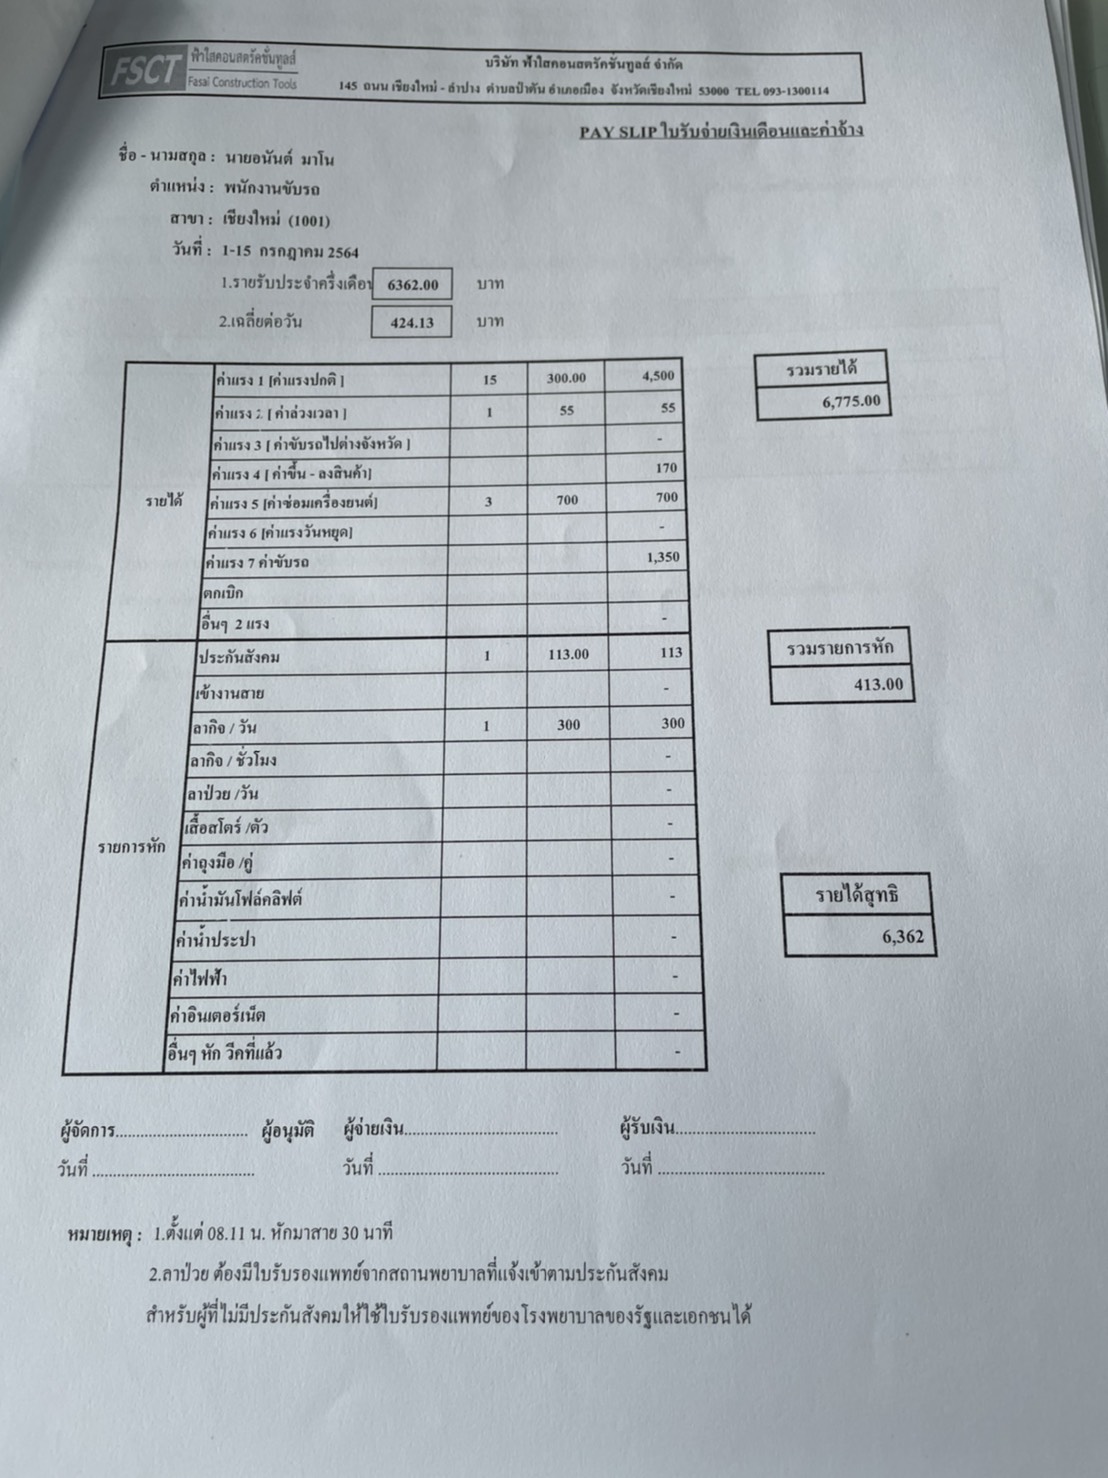 FSCT ฟ้าใสคอนสตรัคชั่นทูลส์
Fasai Construction Tools
บริษัท ฟ้าใสคอนสตรัคชั่นทูลส์ จำกัด
145 ถนน เชียงใหม่ - ลำปาง ตำบลป่าตัน อำเภอเมือง จังหวัดเชียงใหม่ 53000 TEL 093-1300114
PAY SLIP ใบรับจ่ายเงินเดือนและค่าจ้าง
ชื่อ - นามสกุล : นายอนันต์ มาโน
ตำแหน่ง : พนักงานขับรถ
สาขา : เชียงใหม่ (1001)
วันที่ : 1-15 กรกฎาคม 2564
1.รายรับประจำครึ่งเดือน 6362.00 บาท
2.เฉลี่ยต่อวัน 424.13 บาท
รายได้
ค่าแรง 1 [ค่าแรงปกติ ] 15 300.00 4,500
ค่าแรง 2 [ ค่าล่วงเวลา ] 1 55 55
ค่าแรง 3 [ ค่าขับรถไปต่างจังหวัด ] -
ค่าแรง 4 [ ค่าขึ้น - ลงสินค้า] 170
ค่าแรง 5 [ค่าซ่อมเครื่องยนต์] 3 700 700
ค่าแรง 6 [ค่าแรงวันหยุด] -
ค่าแรง 7 ค่าขับรถ 1,350
ตกเบิก
อื่นๆ 2 แรง -
รวมรายได้
6,775.00
รายการหัก
ประกันสังคม 1 113.00 113
เข้างานสาย -
ลากิจ / วัน 1 300 300
ลากิจ / ชั่วโมง -
ลาป่วย /วัน -
เสื้อสโตร์ /ตัว -
ค่าถุงมือ /คู่ -
ค่าน้ำมันโฟล์คลิฟต์ -
ค่าน้ำประปา -
ค่าไฟฟ้า -
ค่าอินเตอร์เน็ต -
อื่นๆ หัก วีคที่แล้ว -
รวมรายการหัก
413.00
รายได้สุทธิ
6,362
ผู้จัดการ.............................. ผู้อนุมัติ ผู้จ่ายเงิน.................................. ผู้รับเงิน...............................
วันที่ ..................................... วันที่ ......................................... วันที่ ......................................
หมายเหตุ : 1.ตั้งแต่ 08.11 น. หักมาสาย 30 นาที
2.ลาป่วย ต้องมีใบรับรองแพทย์จากสถานพยาบาลที่แจ้งเข้าตามประกันสังคม
สำหรับผู้ที่ไม่มีประกันสังคมให้ใช้ใบรับรองแพทย์ของโรงพยาบาลของรัฐและเอกชนได้